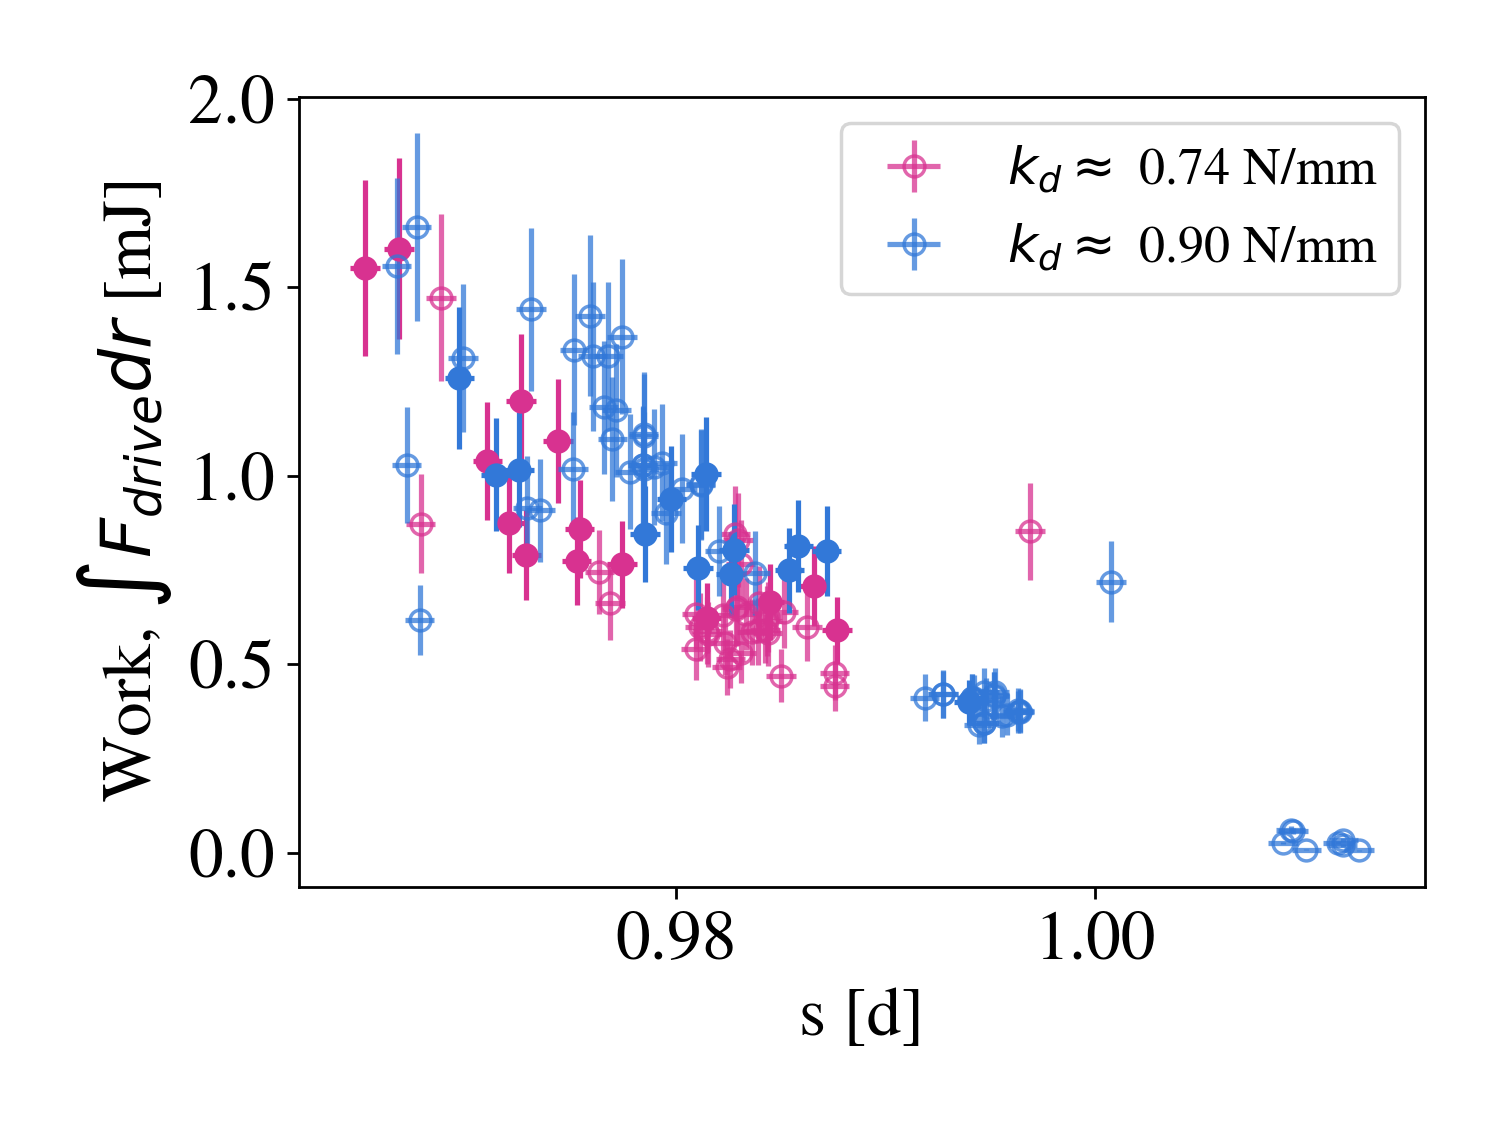 2.0
1.5
1.0
0.5
0.0
Work, ∫F_drive dr [mJ]
k_d ≈ 0.74 N/mm
k_d ≈ 0.90 N/mm
0.98 1.00
s [d]